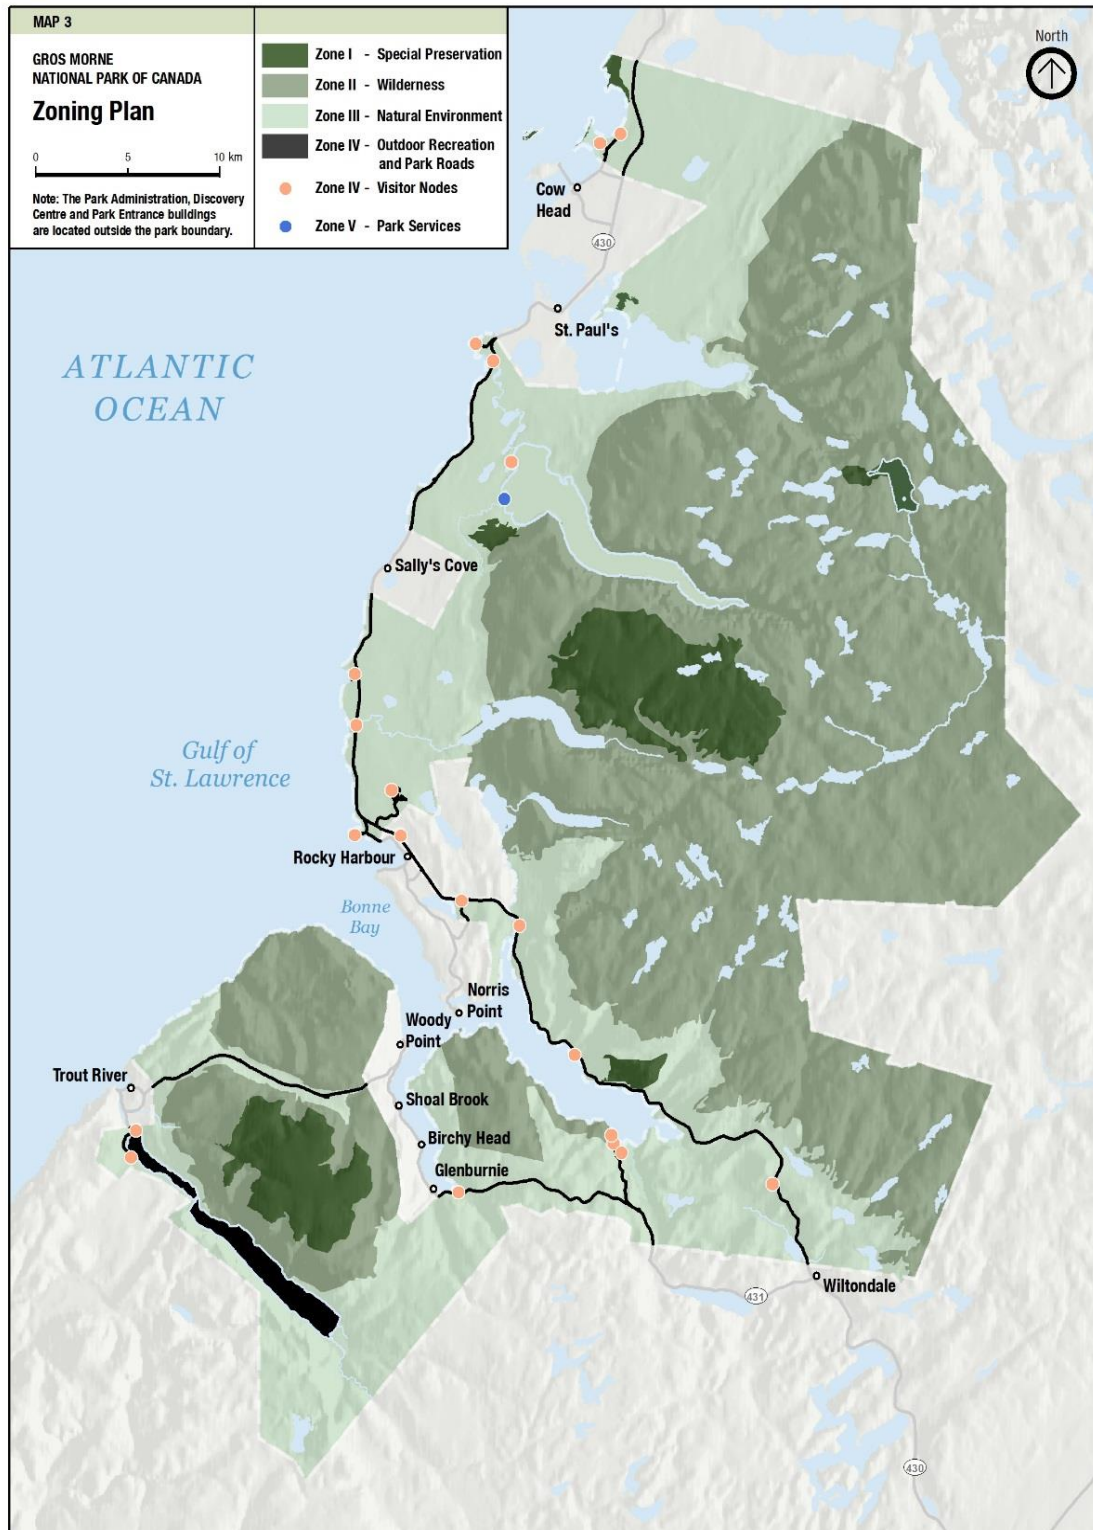 MAP 3
GROS MORNE
NATIONAL PARK OF CANADA
Zoning Plan
0 5 10 km
Note: The Park Administration, Discovery
Centre and Park Entrance buildings
are located outside the park boundary.
Zone I - Special Preservation
Zone II - Wilderness
Zone III - Natural Environment
Zone IV - Outdoor Recreation
and Park Roads
Zone IV - Visitor Nodes
Zone V - Park Services
North
Cow
Head
430
St. Paul's
ATLANTIC
OCEAN
Sally's Cove
Gulf of
St. Lawrence
Rocky Harbour
Bonne
Bay
Norris
Point
Woody
Point
Trout River
Shoal Brook
Birchy Head
Glenburnie
Wiltondale
431
430